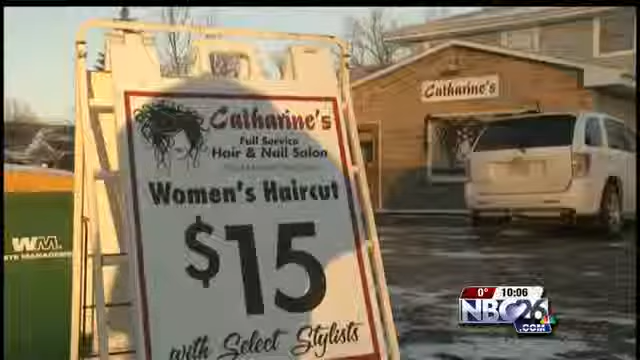 Catharine's
Full Service
Hair & Nail Salon
Women's Haircut
$15
with Select Stylists
Catharine's
WM
0° 10:06
NBC26
.COM